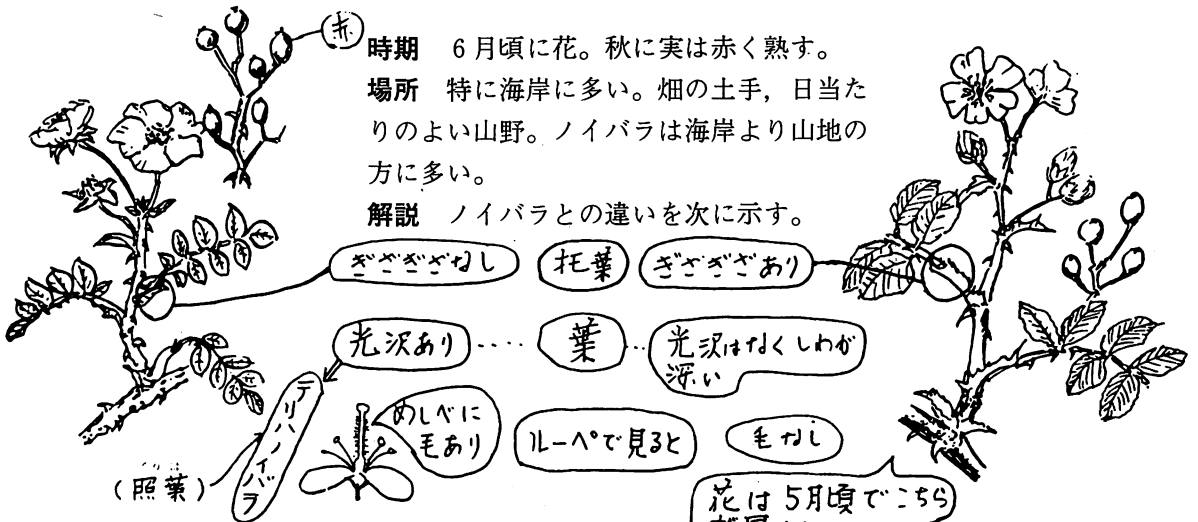 赤
時期　6月頃に花。秋に実は赤く熟す。
場所　特に海岸に多い。畑の土手，日当た
りのよい山野。ノイバラは海岸より山地の
方に多い。
解説　ノイバラとの違いを次に示す。
ぎざぎざなし
托葉
ぎざぎざあり
光沢あり
葉
光沢はなくしわが
深い
テリハノイバラ
(照葉)
めしべに
毛あり
ルーペで見ると
毛なし
花は5月頃でこちら